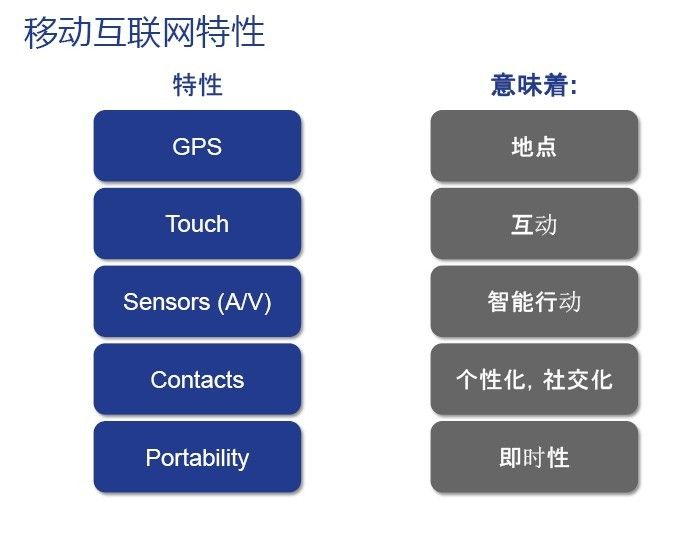 移动互联网特性
特性 意味着:
GPS 地点
Touch 互动
Sensors (A/V) 智能行动
Contacts 个性化, 社交化
Portability 即时性